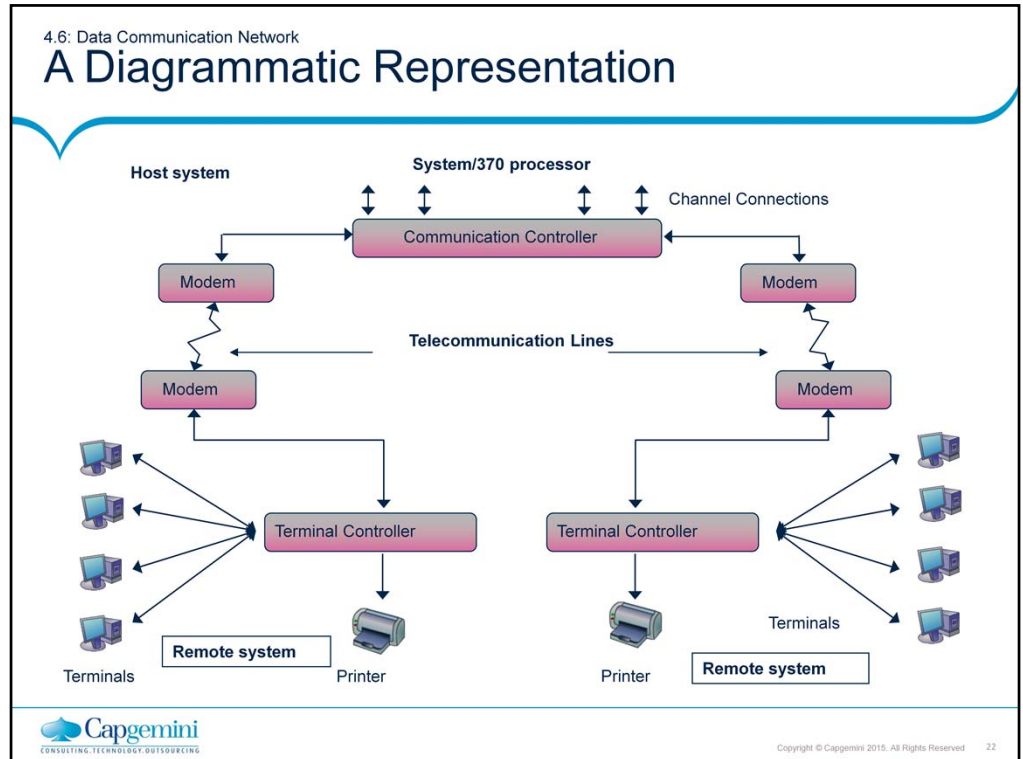 4.6: Data Communication Network
A Diagrammatic Representation
Host system
System/370 processor
Channel Connections
Communication Controller
Modem
Modem
Telecommunication Lines
Modem
Modem
Terminal Controller
Terminal Controller
Terminals
Remote system
Printer
Printer
Terminals
Remote system
Capgemini
CONSULTING.TECHNOLOGY.OUTSOURCING
Copyright © Capgemini 2015. All Rights Reserved 22